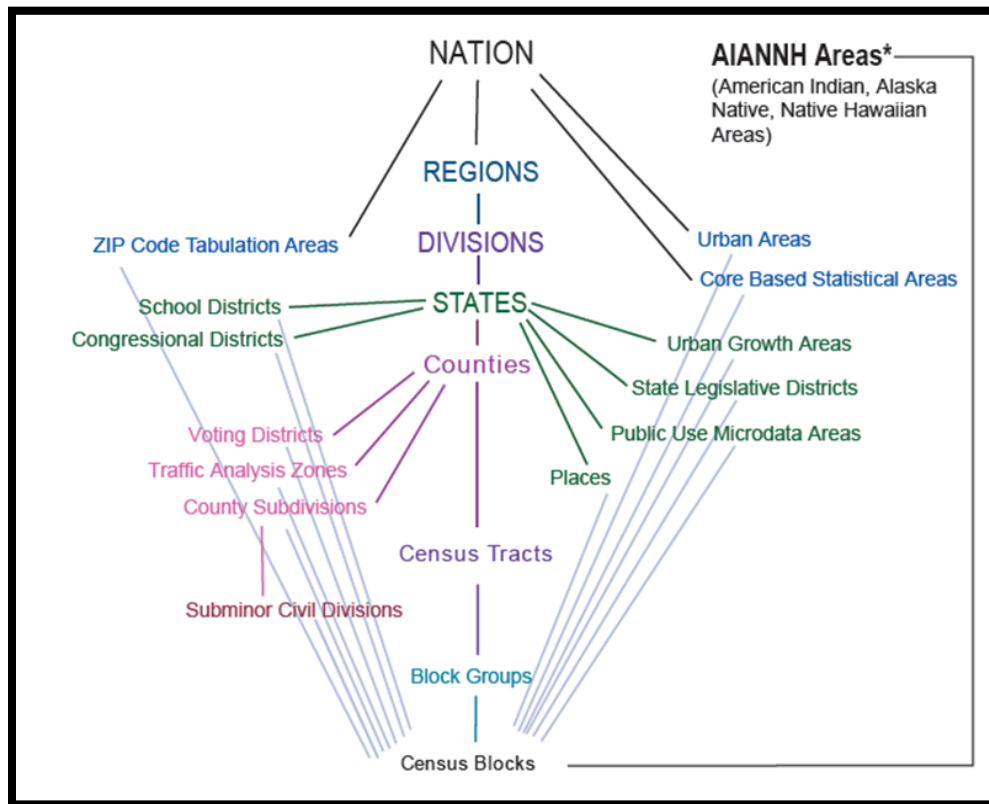 NATION
AIANNH Areas*
(American Indian, Alaska
Native, Native Hawaiian
Areas)
REGIONS
ZIP Code Tabulation Areas
DIVISIONS
Urban Areas
Core Based Statistical Areas
School Districts
STATES
Congressional Districts
Urban Growth Areas
Counties
State Legislative Districts
Voting Districts
Public Use Microdata Areas
Traffic Analysis Zones
Places
County Subdivisions
Census Tracts
Subminor Civil Divisions
Block Groups
Census Blocks